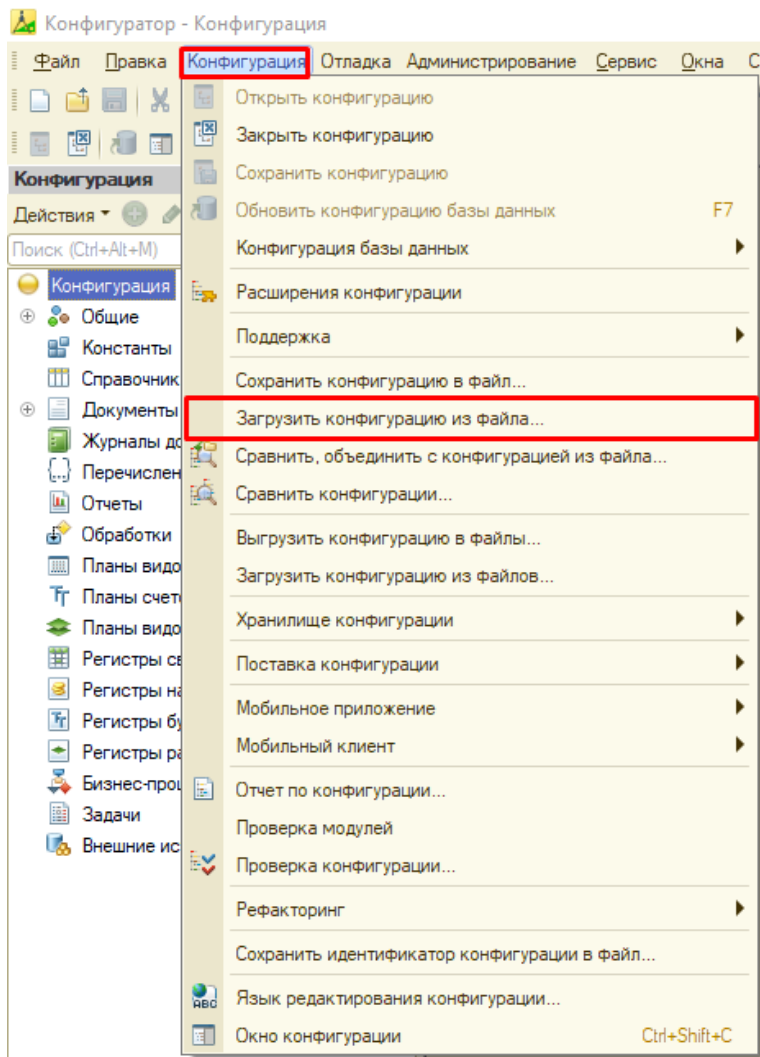 Конфигуратор - Конфигурация
Файл Правка Конфигурация Отладка Администрирование Сервис Окна С
Конфигурация
Действия
Поиск (Ctrl+Alt+M)
Конфигурация
Общие
Константы
Справочник
Документы
Журналы до
Перечислен
Отчеты
Обработки
Планы видо
Планы счет
Планы видо
Регистры св
Регистры на
Регистры бу
Регистры ра
Бизнес-проц
Задачи
Внешние ис
Открыть конфигурацию
Закрыть конфигурацию
Сохранить конфигурацию
Обновить конфигурацию базы данных F7
Конфигурация базы данных
Расширения конфигурации
Поддержка
Сохранить конфигурацию в файл...
Загрузить конфигурацию из файла...
Сравнить, объединить с конфигурацией из файла...
Сравнить конфигурации...
Выгрузить конфигурацию в файлы...
Загрузить конфигурацию из файлов...
Хранилище конфигурации
Поставка конфигурации
Мобильное приложение
Мобильный клиент
Отчет по конфигурации...
Проверка модулей
Проверка конфигурации...
Рефакторинг
Сохранить идентификатор конфигурации в файл...
Язык редактирования конфигурации...
Окно конфигурации Ctrl+Shift+C